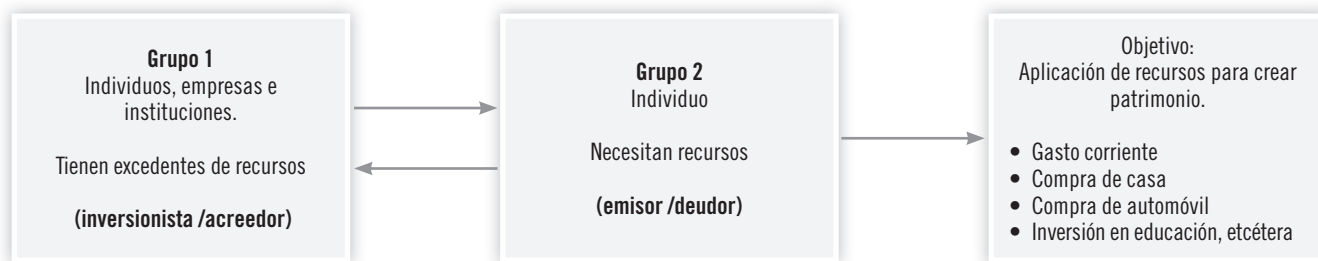 Grupo 1
Individuos, empresas e
instituciones.
Tienen excedentes de recursos
(inversionista /acreedor)
Grupo 2
Individuo
Necesitan recursos
(emisor /deudor)
Objetivo:
Aplicación de recursos para crear
patrimonio.
• Gasto corriente
• Compra de casa
• Compra de automóvil
• Inversión en educación, etcétera